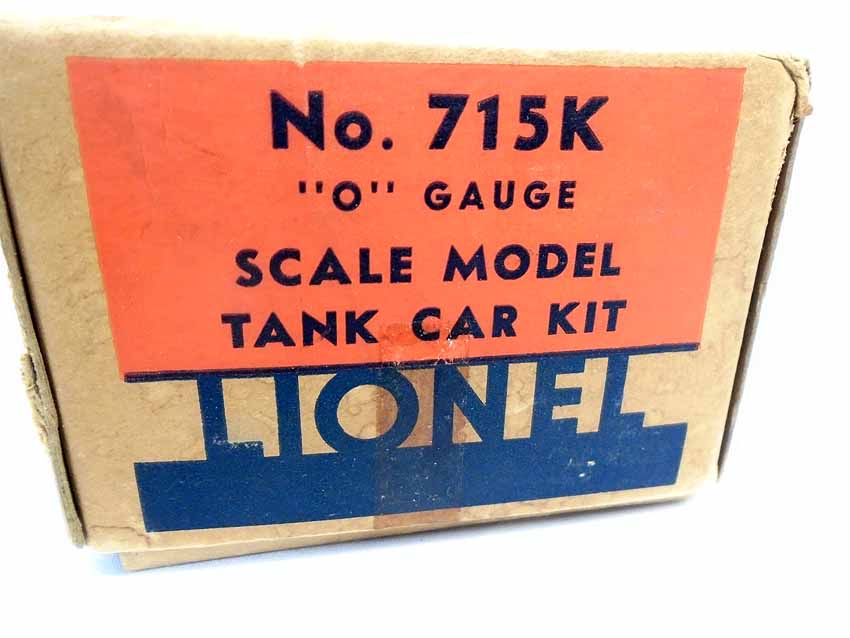 No. 715K
"O" GAUGE
SCALE MODEL
TANK CAR KIT
LIONEL